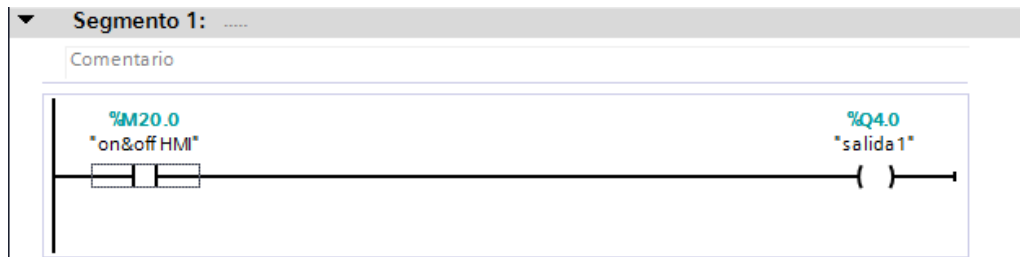 Segmento 1: .....
Comentario
%M20.0 %Q4.0
"on&off HMI" "salida1"